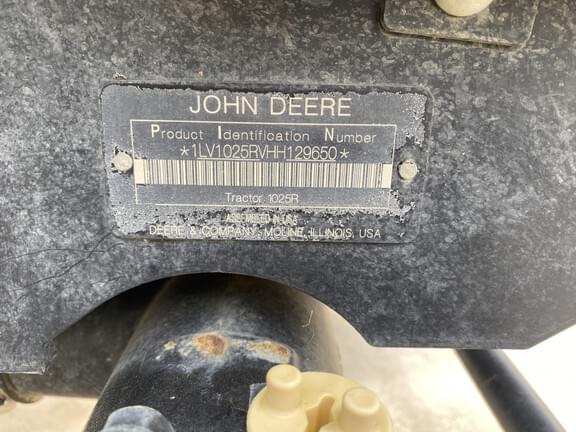 JOHN DEERE
Product Identification Number
*1LV1025RVHH129650*
Tractor 1025R
ASSEMBLED IN USA
DEERE & COMPANY, MOLINE, ILLINOIS, USA